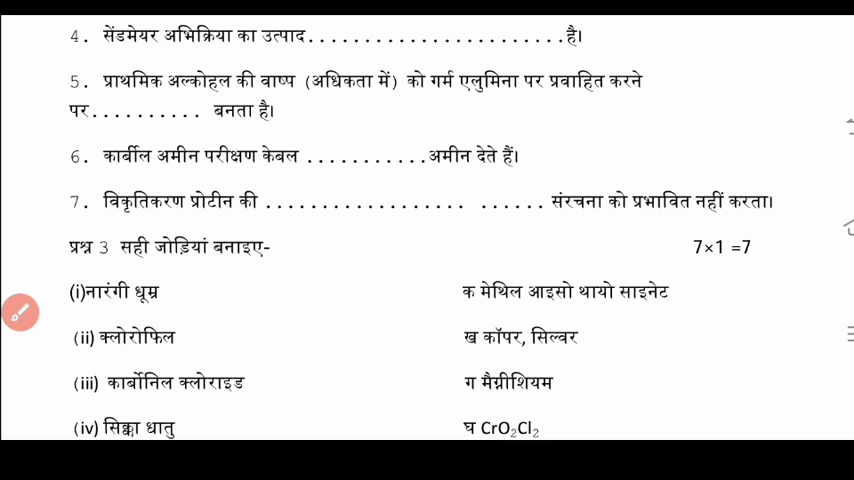 4. सेंडमेयर अभिक्रिया का उत्पाद.......................है।
5. प्राथमिक अल्कोहल की वाष्प (अधिकता में) को गर्म एलुमिना पर प्रवाहित करने
पर.......... बनता है।
6. कार्बील अमीन परीक्षण केबल ...........अमीन देते हैं।
7. विकृतिकरण प्रोटीन की .................. ...... संरचना को प्रभावित नहीं करता।
प्रश्न 3 सही जोड़ियां बनाइए- 7×1 =7
(i)नारंगी धूम्र क मेथिल आइसो थायो साइनेट
(ii) क्लोरोफिल ख कॉपर, सिल्वर
(iii) कार्बोनिल क्लोराइड ग मैग्नीशियम
(iv) सिक्का धातु घ CrO₂Cl₂